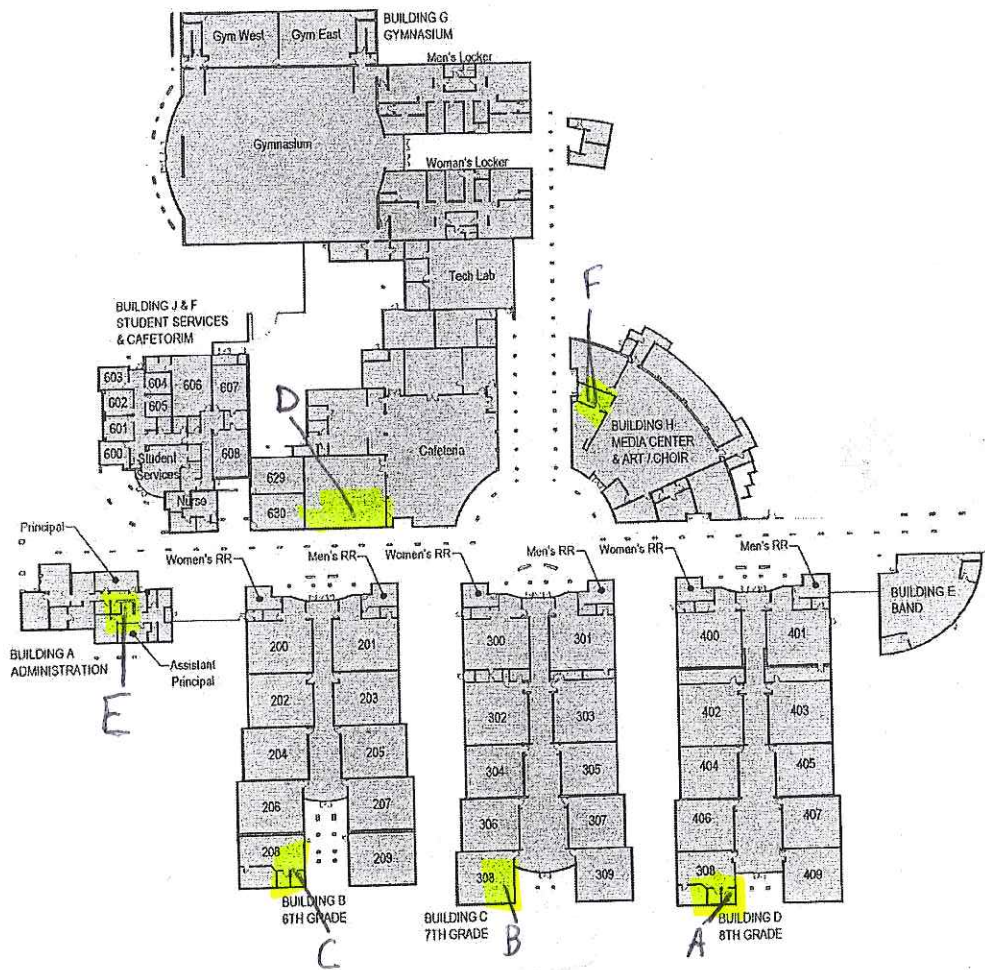 BUILDING G
GYMNASIUM
Gym West
Gym East
Men's Locker
Gymnasium
Woman's Locker
Tech Lab
F
BUILDING J & F
STUDENT SERVICES
& CAFETORIM
603
604
606
607
602
605
601
600
608
Student
Services
Nurse
D
629
630
Cafeteria
BUILDING H
MEDIA CENTER
& ART / CHOIR
Principal
Women's RR
Men's RR
Women's RR
Men's RR
Women's RR
Men's RR
BUILDING E
BAND
BUILDING A
ADMINISTRATION
Assistant
Principal
E
200
201
300
301
400
401
202
203
302
303
402
403
204
205
304
305
404
405
206
207
306
307
406
407
208
209
308
309
308
409
BUILDING B
6TH GRADE
BUILDING C
7TH GRADE
BUILDING D
8TH GRADE
C
B
A